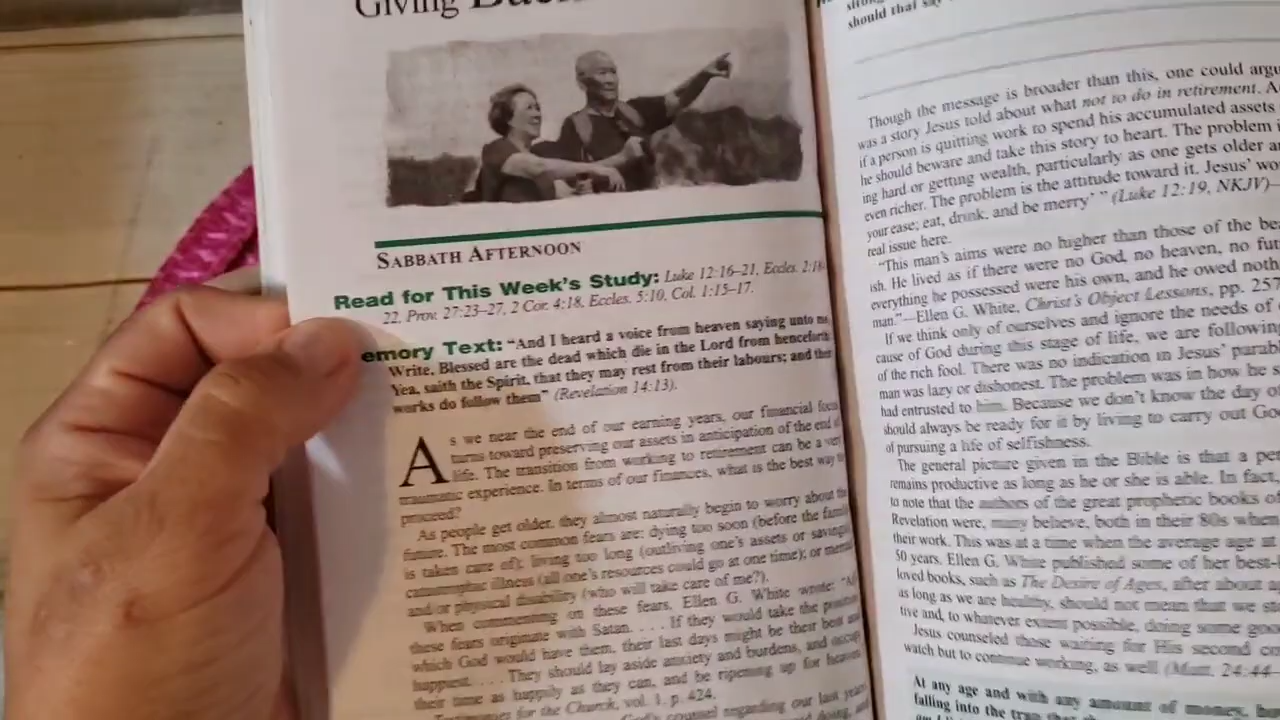 Giving
SABBATH AFTERNOON
Read for This Week's Study: Luke 12:16–21, Eccles. 2:18-
22, Prov. 27:23–27, 2 Cor. 4:18, Eccles. 5:10, Col. 1:15–17.
emory Text: “And I heard a voice from heaven saying unto me,
Write, Blessed are the dead which die in the Lord from henceforth:
Yea, saith the Spirit, that they may rest from their labours; and their
works do follow them” (Revelation 14:13).
As we near the end of our earning years, our financial focus
turns toward preserving our assets in anticipation of the end of
life. The transition from working to retirement can be a very
traumatic experience. In terms of our finances, what is the best way to
proceed?
As people get older, they almost naturally begin to worry about the
future. The most common fears are: dying too soon (before the family
is taken care of); living too long (outliving one's assets or savings);
catastrophic illness (all one's resources could go at one time); or mental
and/or physical disability (who will take care of me?).
When commenting on these fears, Ellen G. White wrote: “All
these fears originate with Satan. . . . If they would take the position
which God would have them, their last days might be their best and
happiest. . . . They should lay aside anxiety and burdens, and occupy
their time as happily as they can, and be ripening up for heaven
Testimonies for the Church, vol. 1, p. 424.
God's counsel regarding our last years
should that say
Though the message is broader than this, one could argu
was a story Jesus told about what not to do in retirement. A
if a person is quitting work to spend his accumulated assets
he should beware and take this story to heart. The problem
ing hard or getting wealth, particularly as one gets older a
even richer. The problem is the attitude toward it. Jesus' wo
your ease; eat, drink, and be merry’ ” (Luke 12:19, NKJV)—
real issue here.
“This man's aims were no higher than those of the be
ish. He lived as if there were no God, no heaven, no fut
everything he possessed were his own, and he owed noth
man.”—Ellen G. White, Christ's Object Lessons, pp. 257
If we think only of ourselves and ignore the needs of
cause of God during this stage of life, we are following
of the rich fool. There was no indication in Jesus' parabl
man was lazy or dishonest. The problem was in how he s
had entrusted to him. Because we don't know the day o
should always be ready for it by living to carry out Go
of pursuing a life of selfishness.
The general picture given in the Bible is that a pe
remains productive as long as he or she is able. In fact,
to note that the authors of the great prophetic books o
Revelation were, many believe, both in their 80s when
their work. This was at a time when the average age at
50 years. Ellen G. White published some of her best-
loved books, such as The Desire of Ages, after about a
as long as we are healthy, should not mean that we st
tive and, to whatever extent possible, doing some goo
Jesus counseled those waiting for His second co
watch but to continue working, as well (Matt. 24:44
At any age and with any amount of money, how
falling into the trap